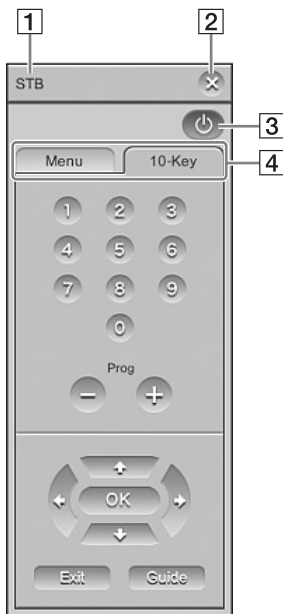 1 2
STB
3
Menu 10-Key 4
1 2 3
4 5 6
7 8 9
0
Prog
− +
OK
Exit Guide